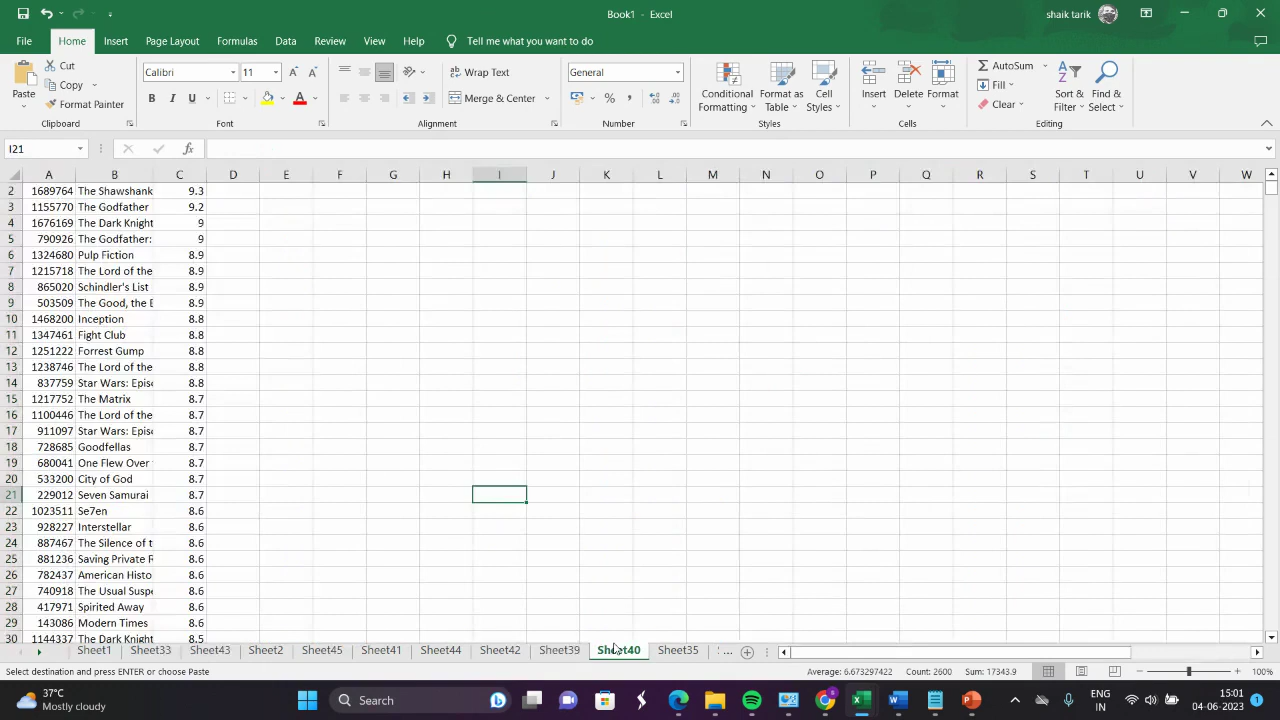 Book1 - Excel
shaik tarik
File Home Insert Page Layout Formulas Data Review View Help Tell me what you want to do
Cut
Copy
Format Painter
Paste
Calibri 11
B I U
Wrap Text
Merge & Center
General
Conditional Formatting
Format as Table
Cell Styles
Insert Delete Format
AutoSum
Fill
Clear
Sort & Filter
Find & Select
Clipboard Font Alignment Number Styles Cells Editing
I21
A B C D E F G H I J K L M N O P Q R S T U V W
2 1689764 The Shawshank 9.3
3 1155770 The Godfather 9.2
4 1676169 The Dark Knight 9
5 790926 The Godfather: 9
6 1324680 Pulp Fiction 8.9
7 1215718 The Lord of the 8.9
8 865020 Schindler's List 8.9
9 503509 The Good, the B 8.9
10 1468200 Inception 8.8
11 1347461 Fight Club 8.8
12 1251222 Forrest Gump 8.8
13 1238746 The Lord of the 8.8
14 837759 Star Wars: Episo 8.8
15 1217752 The Matrix 8.7
16 1100446 The Lord of the 8.7
17 911097 Star Wars: Episo 8.7
18 728685 Goodfellas 8.7
19 680041 One Flew Over 8.7
20 533200 City of God 8.7
21 229012 Seven Samurai 8.7
22 1023511 Se7en 8.6
23 928227 Interstellar 8.6
24 887467 The Silence of t 8.6
25 881236 Saving Private R 8.6
26 782437 American Histo 8.6
27 740918 The Usual Suspe 8.6
28 417971 Spirited Away 8.6
29 143086 Modern Times 8.6
30 1144337 The Dark Knight 8.5
Sheet1 Sheet33 Sheet43 Sheet2 Sheet45 Sheet41 Sheet44 Sheet42 Sheet39 Sheet40 Sheet35 ...
Select destination and press ENTER or choose Paste
Average: 6.673297422 Count: 2600 Sum: 17343.9
100%
37°C
Mostly cloudy
Search
ENG
IN
15:01
04-06-2023